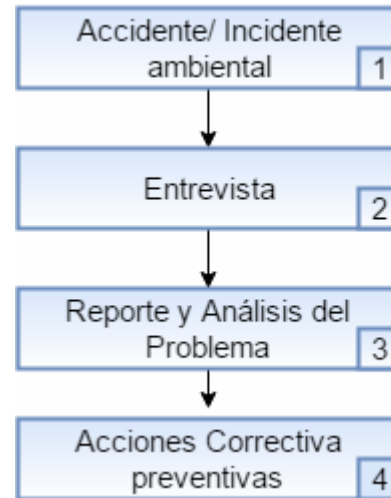 Accidente/ Incidente
ambiental
1
Entrevista
2
Reporte y Análisis del
Problema
3
Acciones Correctiva
preventivas
4